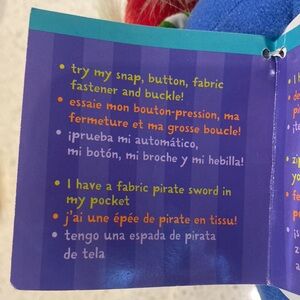 • try my snap, button, fabric
fastener and buckle!
• essaie mon bouton-pression, ma
fermeture et ma grosse boucle!
• ¡prueba mi automático,
mi botón, mi broche y mi hebilla!
• I have a fabric pirate sword in
my pocket
• j'ai une épée de pirate en tissu!
• tengo una espada de pirata
de tela